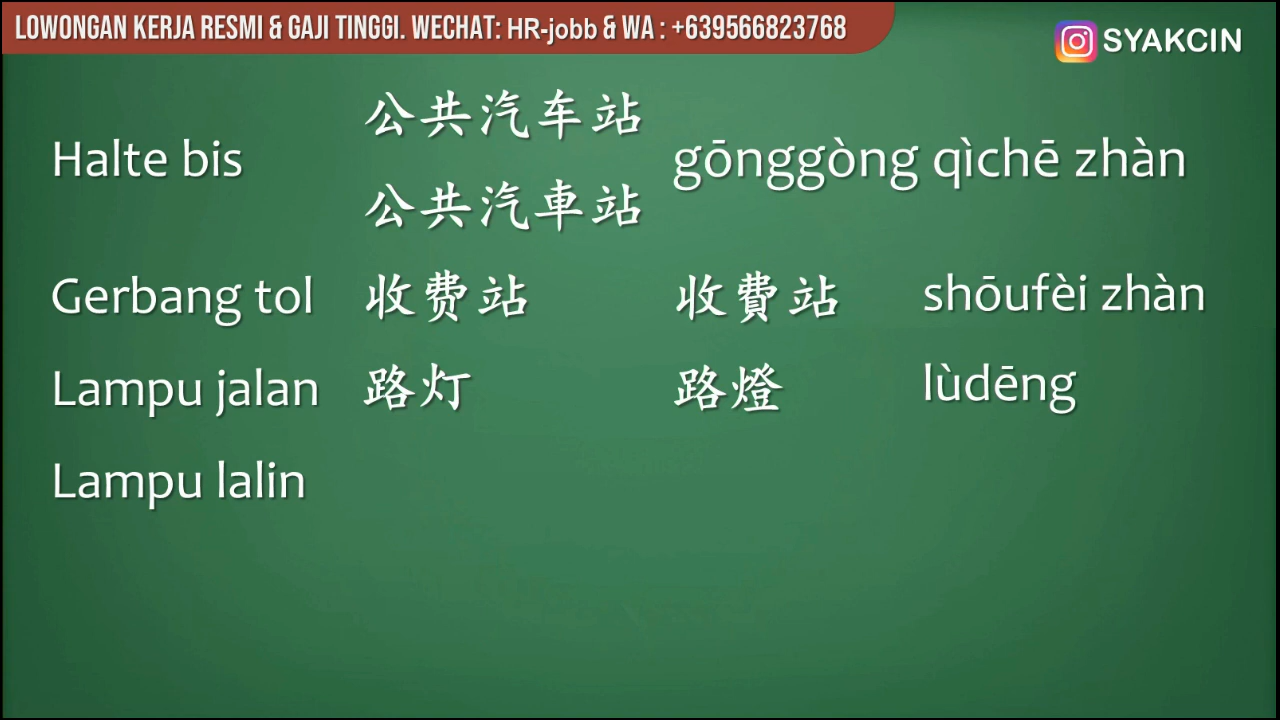 LOWONGAN KERJA RESMI & GAJI TINGGI. WECHAT: HR-jobb & WA : +639566823768
SYAKCIN
公共汽车站
Halte bis gōnggòng qìchē zhàn
公共汽車站
Gerbang tol 收费站 收費站 shōufèi zhàn
Lampu jalan 路灯 路燈 lùdēng
Lampu lalin